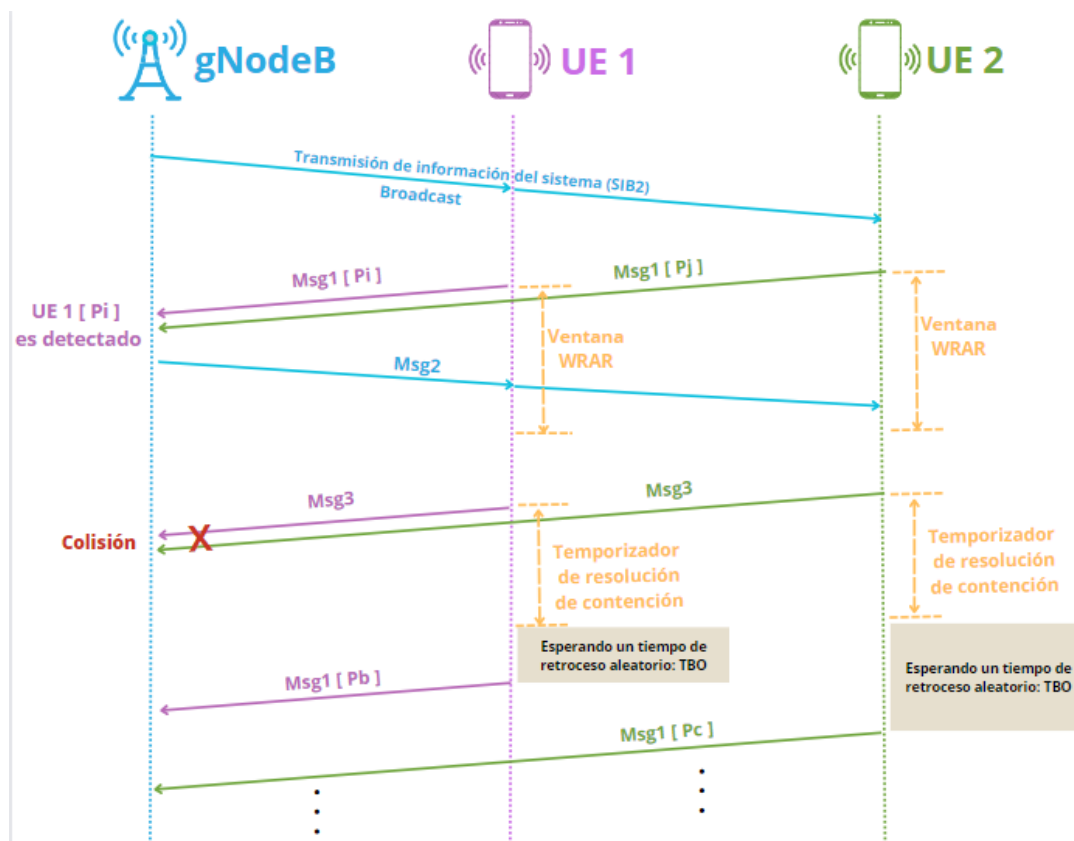 gNodeB
UE 1
UE 2
Transmisión de información del sistema (SIB2)
Broadcast
Msg1 [ Pi ]
Msg1 [ Pj ]
UE 1 [ Pi ]
es detectado
Ventana
WRAR
Ventana
WRAR
Msg2
Msg3
Msg3
Colisión
X
Temporizador
de resolución
de contención
Temporizador
de resolución
de contención
Esperando un tiempo de
retroceso aleatorio: TBO
Esperando un tiempo de
retroceso aleatorio: TBO
Msg1 [ Pb ]
Msg1 [ Pc ]